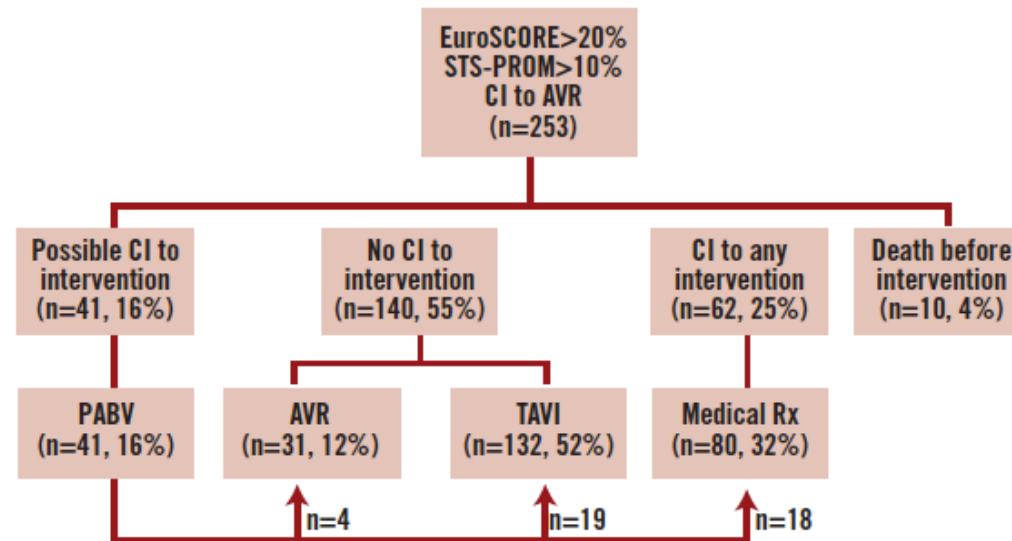 EuroSCORE>20%
STS-PROM>10%
CI to AVR
(n=253)
Possible CI to
intervention
(n=41, 16%)
No CI to
intervention
(n=140, 55%)
CI to any
intervention
(n=62, 25%)
Death before
intervention
(n=10, 4%)
PABV
(n=41, 16%)
AVR
(n=31, 12%)
TAVI
(n=132, 52%)
Medical Rx
(n=80, 32%)
n=4
n=19
n=18